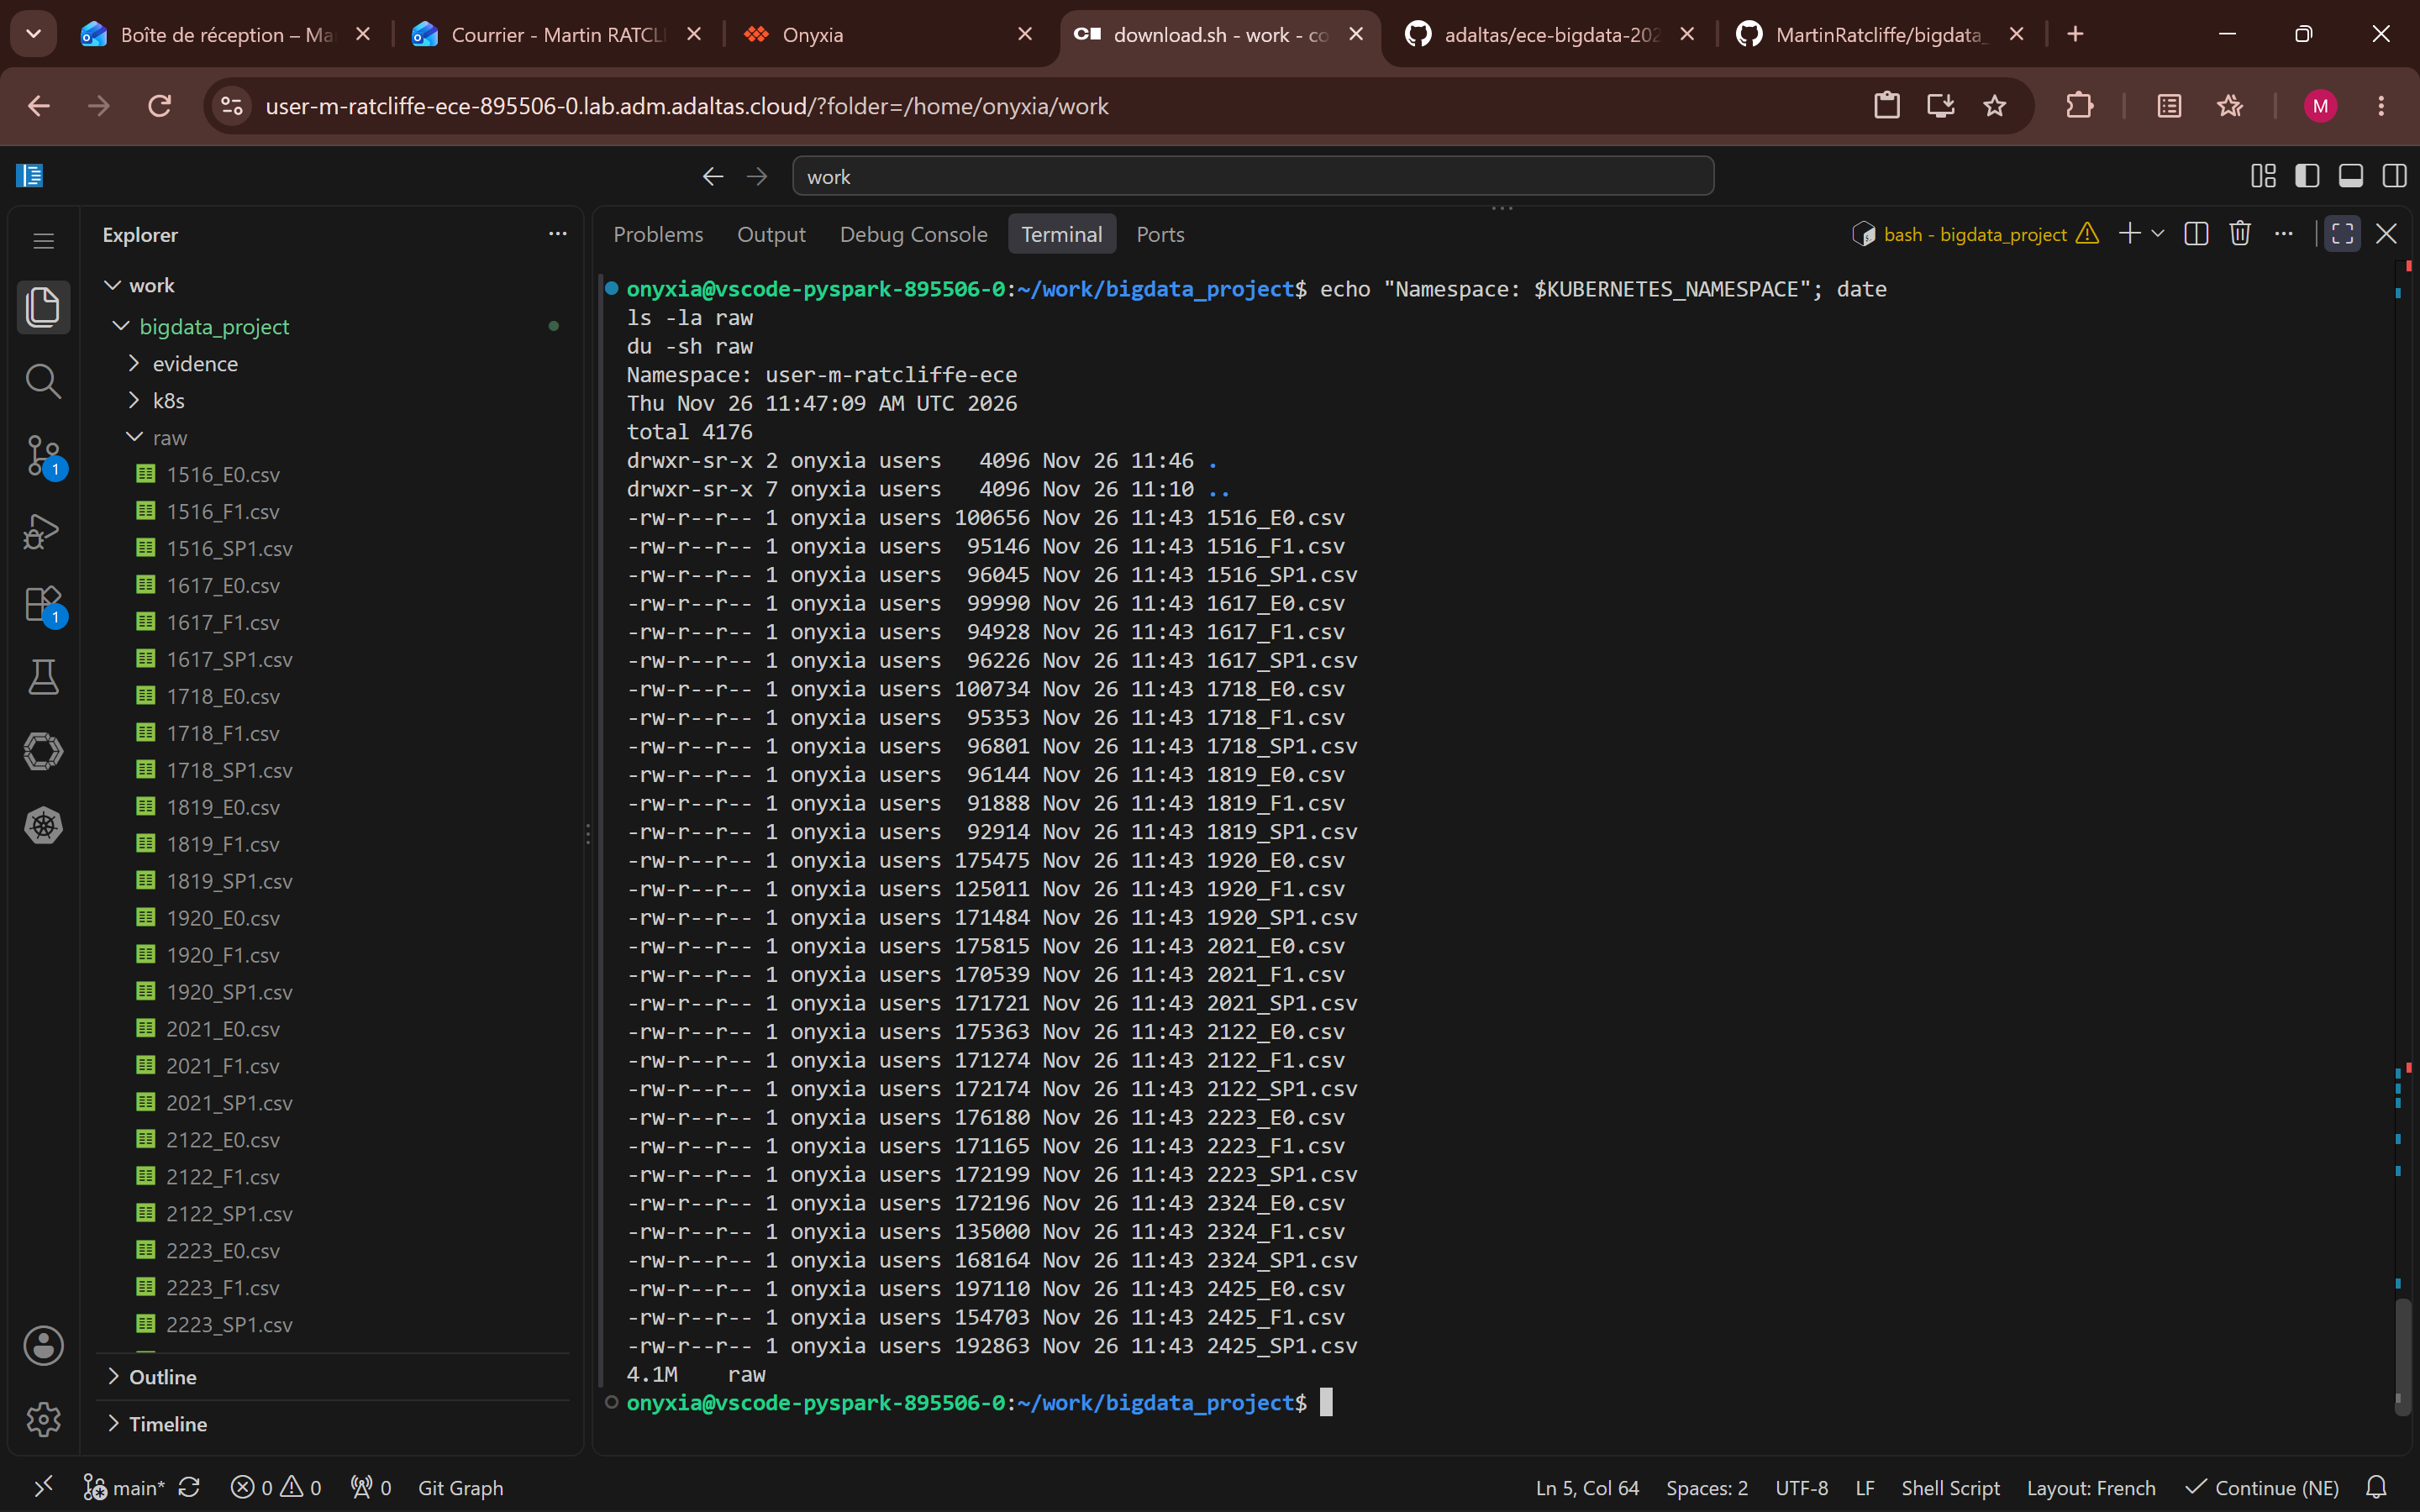 Boîte de réception – Ma
Courrier - Martin RATCLI
Onyxia
download.sh - work - co
adaltas/ece-bigdata-202
MartinRatcliffe/bigdata_
user-m-ratcliffe-ece-895506-0.lab.adm.adaltas.cloud/?folder=/home/onyxia/work
M
work
Explorer
work
bigdata_project
evidence
k8s
raw
1516_E0.csv
1516_F1.csv
1516_SP1.csv
1617_E0.csv
1617_F1.csv
1617_SP1.csv
1718_E0.csv
1718_F1.csv
1718_SP1.csv
1819_E0.csv
1819_F1.csv
1819_SP1.csv
1920_E0.csv
1920_F1.csv
1920_SP1.csv
2021_E0.csv
2021_F1.csv
2021_SP1.csv
2122_E0.csv
2122_F1.csv
2122_SP1.csv
2223_E0.csv
2223_F1.csv
2223_SP1.csv
Outline
Timeline
1
1
Problems Output Debug Console Terminal Ports
bash - bigdata_project
onyxia@vscode-pyspark-895506-0:~/work/bigdata_project$ echo "Namespace: $KUBERNETES_NAMESPACE"; date
ls -la raw
du -sh raw
Namespace: user-m-ratcliffe-ece
Thu Nov 26 11:47:09 AM UTC 2026
total 4176
drwxr-sr-x 2 onyxia users   4096 Nov 26 11:46 .
drwxr-sr-x 7 onyxia users   4096 Nov 26 11:10 ..
-rw-r--r-- 1 onyxia users 100656 Nov 26 11:43 1516_E0.csv
-rw-r--r-- 1 onyxia users  95146 Nov 26 11:43 1516_F1.csv
-rw-r--r-- 1 onyxia users  96045 Nov 26 11:43 1516_SP1.csv
-rw-r--r-- 1 onyxia users  99990 Nov 26 11:43 1617_E0.csv
-rw-r--r-- 1 onyxia users  94928 Nov 26 11:43 1617_F1.csv
-rw-r--r-- 1 onyxia users  96226 Nov 26 11:43 1617_SP1.csv
-rw-r--r-- 1 onyxia users 100734 Nov 26 11:43 1718_E0.csv
-rw-r--r-- 1 onyxia users  95353 Nov 26 11:43 1718_F1.csv
-rw-r--r-- 1 onyxia users  96801 Nov 26 11:43 1718_SP1.csv
-rw-r--r-- 1 onyxia users  96144 Nov 26 11:43 1819_E0.csv
-rw-r--r-- 1 onyxia users  91888 Nov 26 11:43 1819_F1.csv
-rw-r--r-- 1 onyxia users  92914 Nov 26 11:43 1819_SP1.csv
-rw-r--r-- 1 onyxia users 175475 Nov 26 11:43 1920_E0.csv
-rw-r--r-- 1 onyxia users 125011 Nov 26 11:43 1920_F1.csv
-rw-r--r-- 1 onyxia users 171484 Nov 26 11:43 1920_SP1.csv
-rw-r--r-- 1 onyxia users 175815 Nov 26 11:43 2021_E0.csv
-rw-r--r-- 1 onyxia users 170539 Nov 26 11:43 2021_F1.csv
-rw-r--r-- 1 onyxia users 171721 Nov 26 11:43 2021_SP1.csv
-rw-r--r-- 1 onyxia users 175363 Nov 26 11:43 2122_E0.csv
-rw-r--r-- 1 onyxia users 171274 Nov 26 11:43 2122_F1.csv
-rw-r--r-- 1 onyxia users 172174 Nov 26 11:43 2122_SP1.csv
-rw-r--r-- 1 onyxia users 176180 Nov 26 11:43 2223_E0.csv
-rw-r--r-- 1 onyxia users 171165 Nov 26 11:43 2223_F1.csv
-rw-r--r-- 1 onyxia users 172199 Nov 26 11:43 2223_SP1.csv
-rw-r--r-- 1 onyxia users 172196 Nov 26 11:43 2324_E0.csv
-rw-r--r-- 1 onyxia users 135000 Nov 26 11:43 2324_F1.csv
-rw-r--r-- 1 onyxia users 168164 Nov 26 11:43 2324_SP1.csv
-rw-r--r-- 1 onyxia users 197110 Nov 26 11:43 2425_E0.csv
-rw-r--r-- 1 onyxia users 154703 Nov 26 11:43 2425_F1.csv
-rw-r--r-- 1 onyxia users 192863 Nov 26 11:43 2425_SP1.csv
4.1M    raw
onyxia@vscode-pyspark-895506-0:~/work/bigdata_project$
main* 0 0 0 Git Graph Ln 5, Col 64 Spaces: 2 UTF-8 LF Shell Script Layout: French Continue (NE)